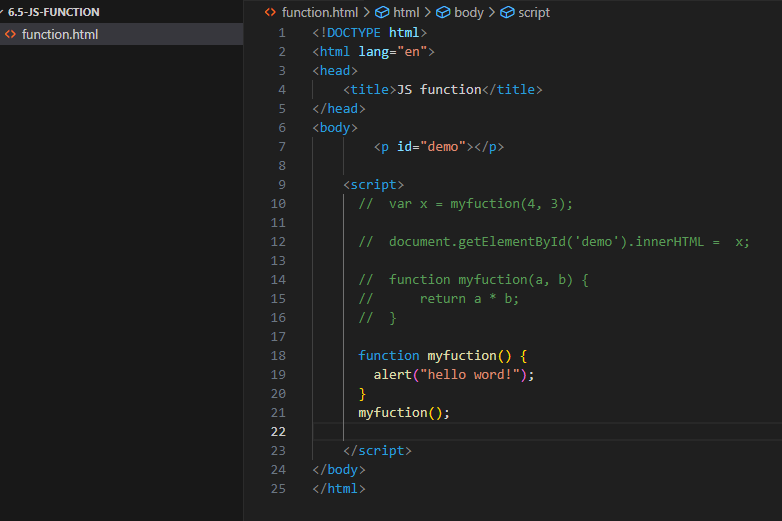 6.5-JS-FUNCTION
function.html
function.html > html > body > script
1 <!DOCTYPE html>
2 <html lang="en">
3 <head>
4 <title>JS function</title>
5 </head>
6 <body>
7 <p id="demo"></p>
8
9 <script>
10 // var x = myfuction(4, 3);
11
12 // document.getElementById('demo').innerHTML = x;
13
14 // function myfuction(a, b) {
15 // return a * b;
16 // }
17
18 function myfuction() {
19 alert("hello word!");
20 }
21 myfuction();
22
23 </script>
24 </body>
25 </html>